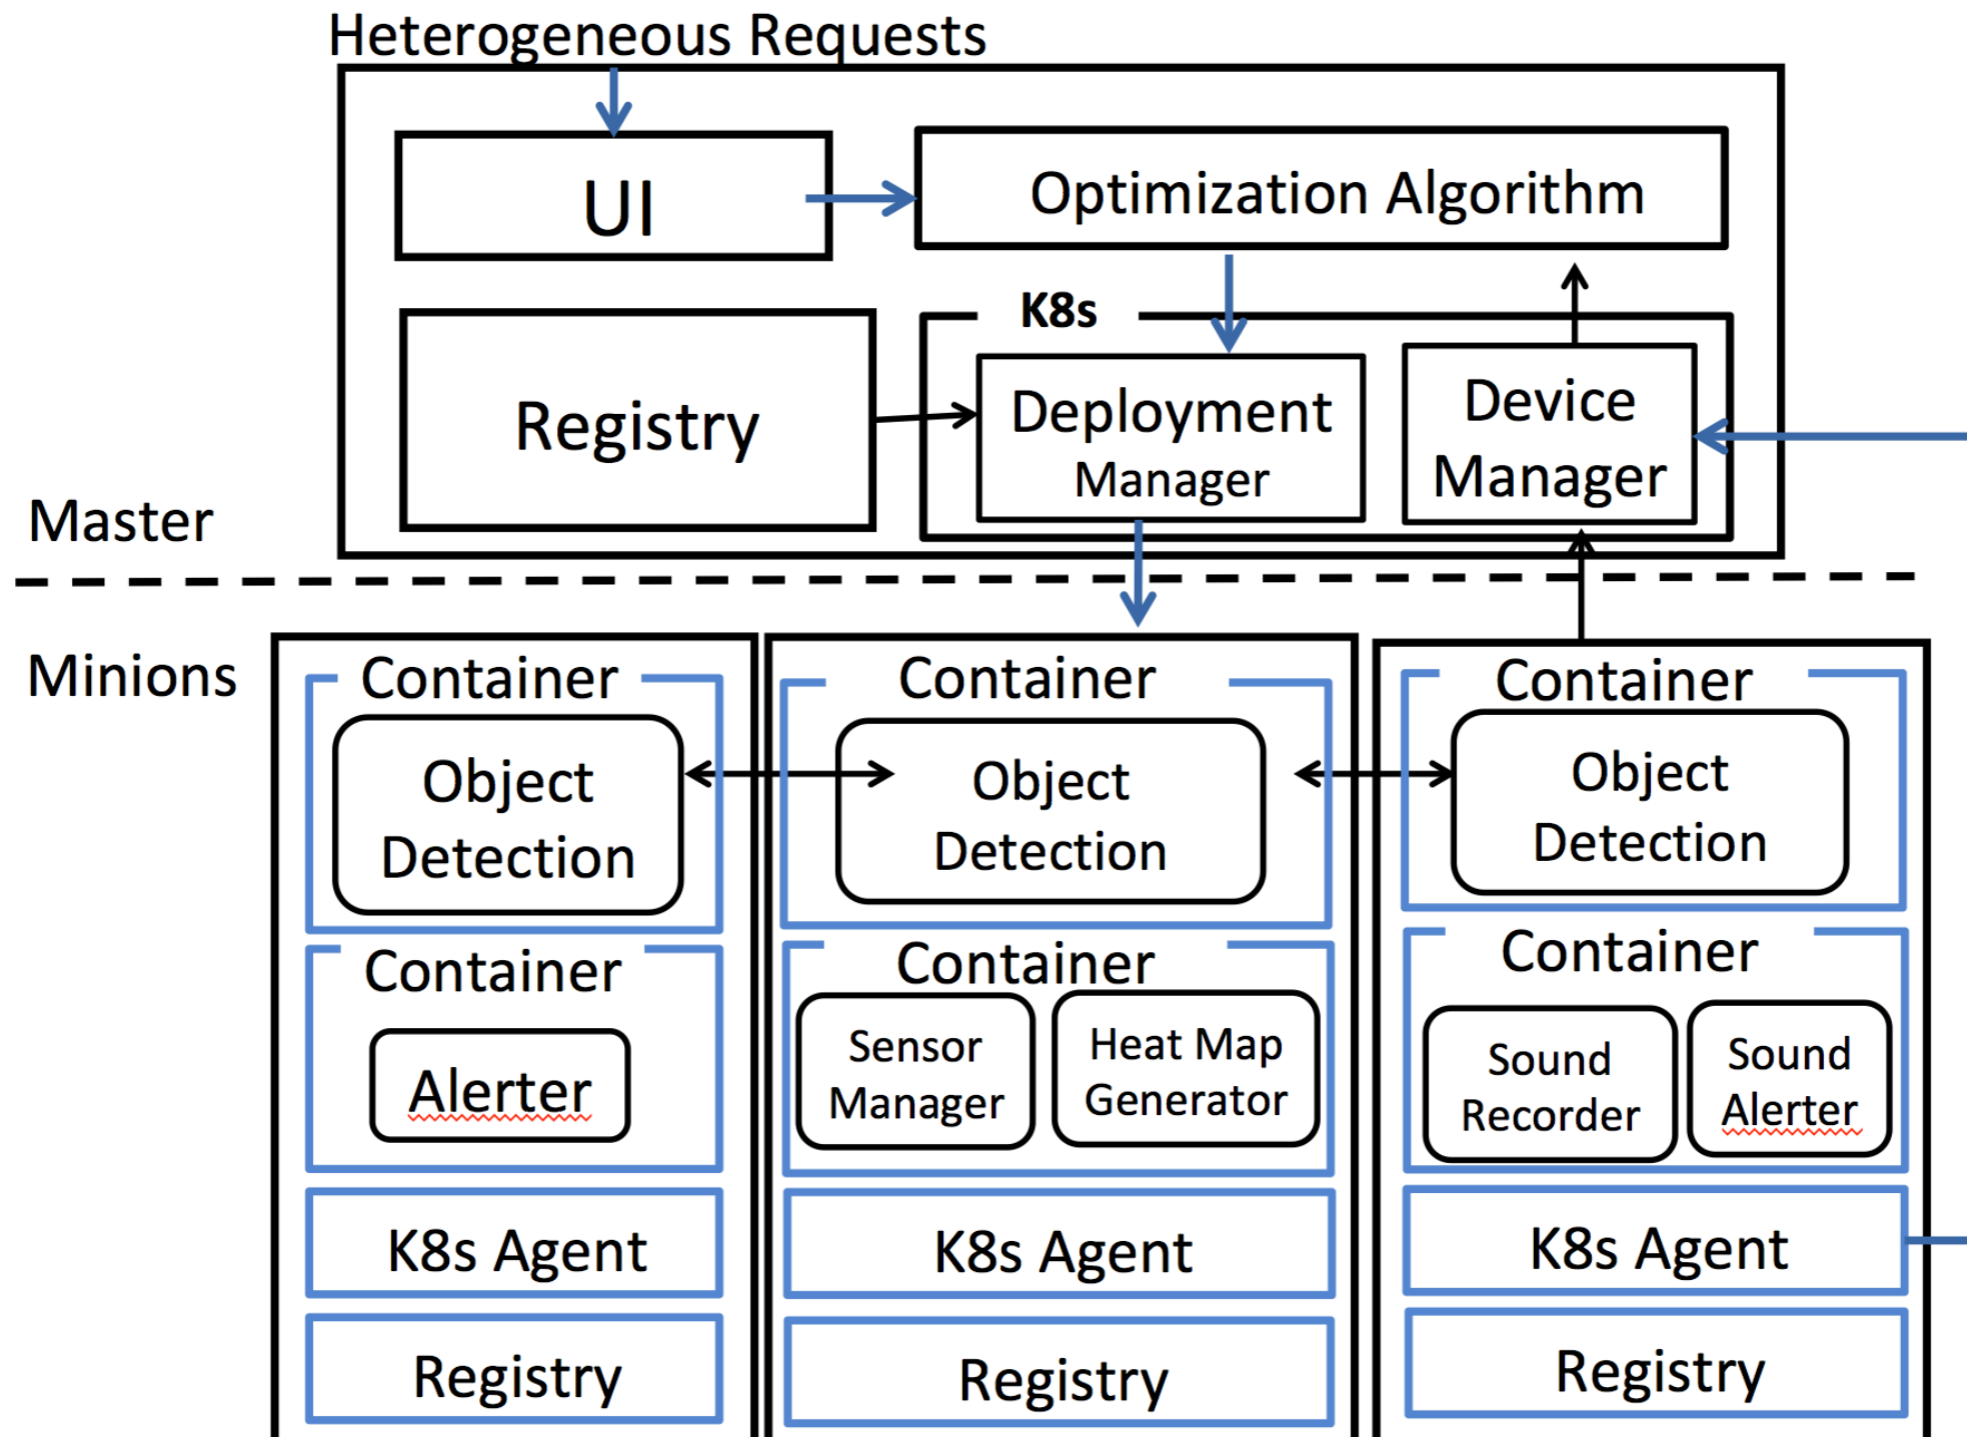 Heterogeneous Requests
UI
Optimization Algorithm
K8s
Registry
Deployment
Manager
Device
Manager
Master
Minions
Container
Object
Detection
Container
Alerter
K8s Agent
Registry
Container
Object
Detection
Container
Sensor
Manager
Heat Map
Generator
K8s Agent
Registry
Container
Object
Detection
Container
Sound
Recorder
Sound
Alerter
K8s Agent
Registry